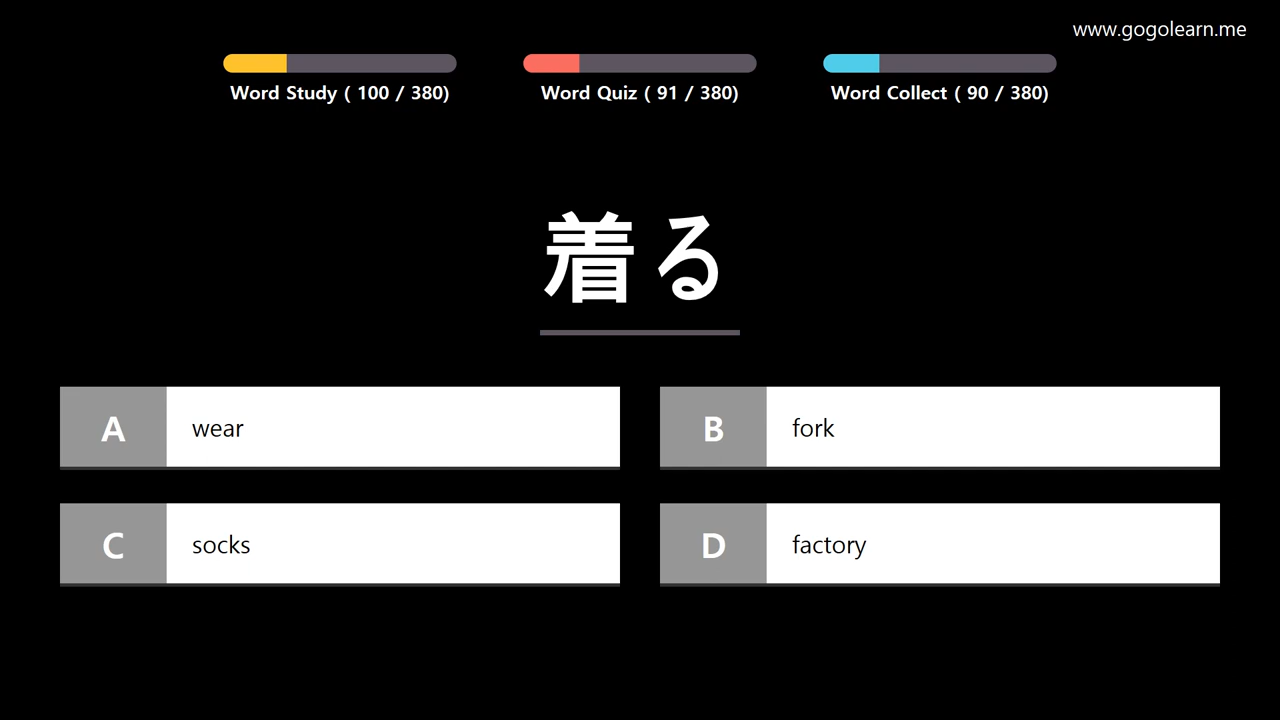 www.gogolearn.me
Word Study ( 100 / 380)
Word Quiz ( 91 / 380)
Word Collect ( 90 / 380)
着る
A wear
B fork
C socks
D factory